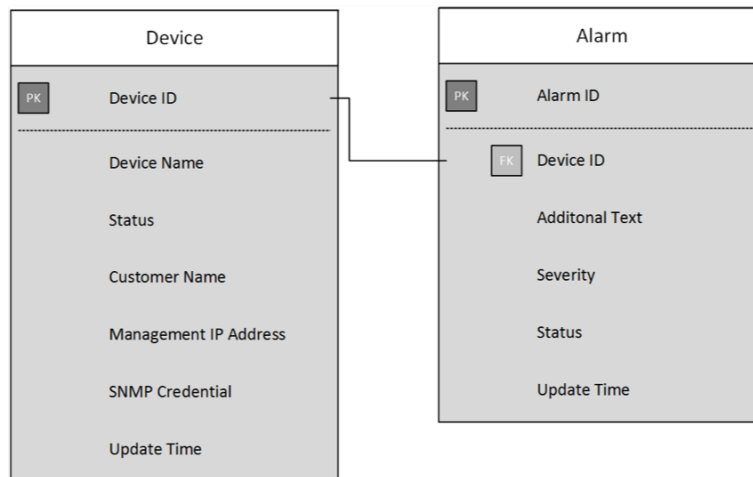 Device
PK Device ID
Device Name
Status
Customer Name
Management IP Address
SNMP Credential
Update Time
Alarm
PK Alarm ID
FK Device ID
Additonal Text
Severity
Status
Update Time